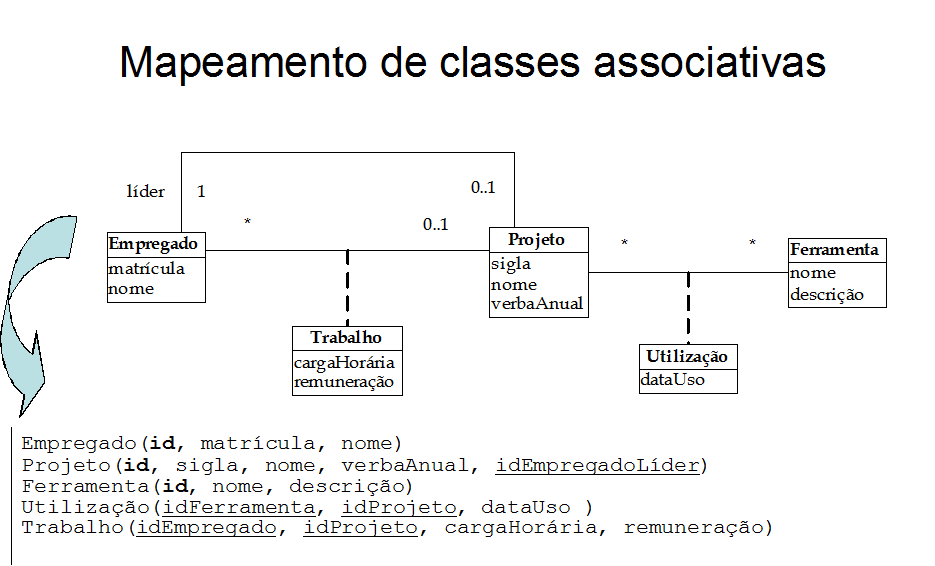 Mapeamento de classes associativas
líder
1
0..1
*
0..1
Empregado
matrícula
nome
Projeto
sigla
nome
verbaAnual
*
*
Ferramenta
nome
descrição
Trabalho
cargaHorária
remuneração
Utilização
dataUso
Empregado(id, matrícula, nome)
Projeto(id, sigla, nome, verbaAnual, idEmpregadoLíder)
Ferramenta(id, nome, descrição)
Utilização(idFerramenta, idProjeto, dataUso )
Trabalho(idEmpregado, idProjeto, cargaHorária, remuneração)